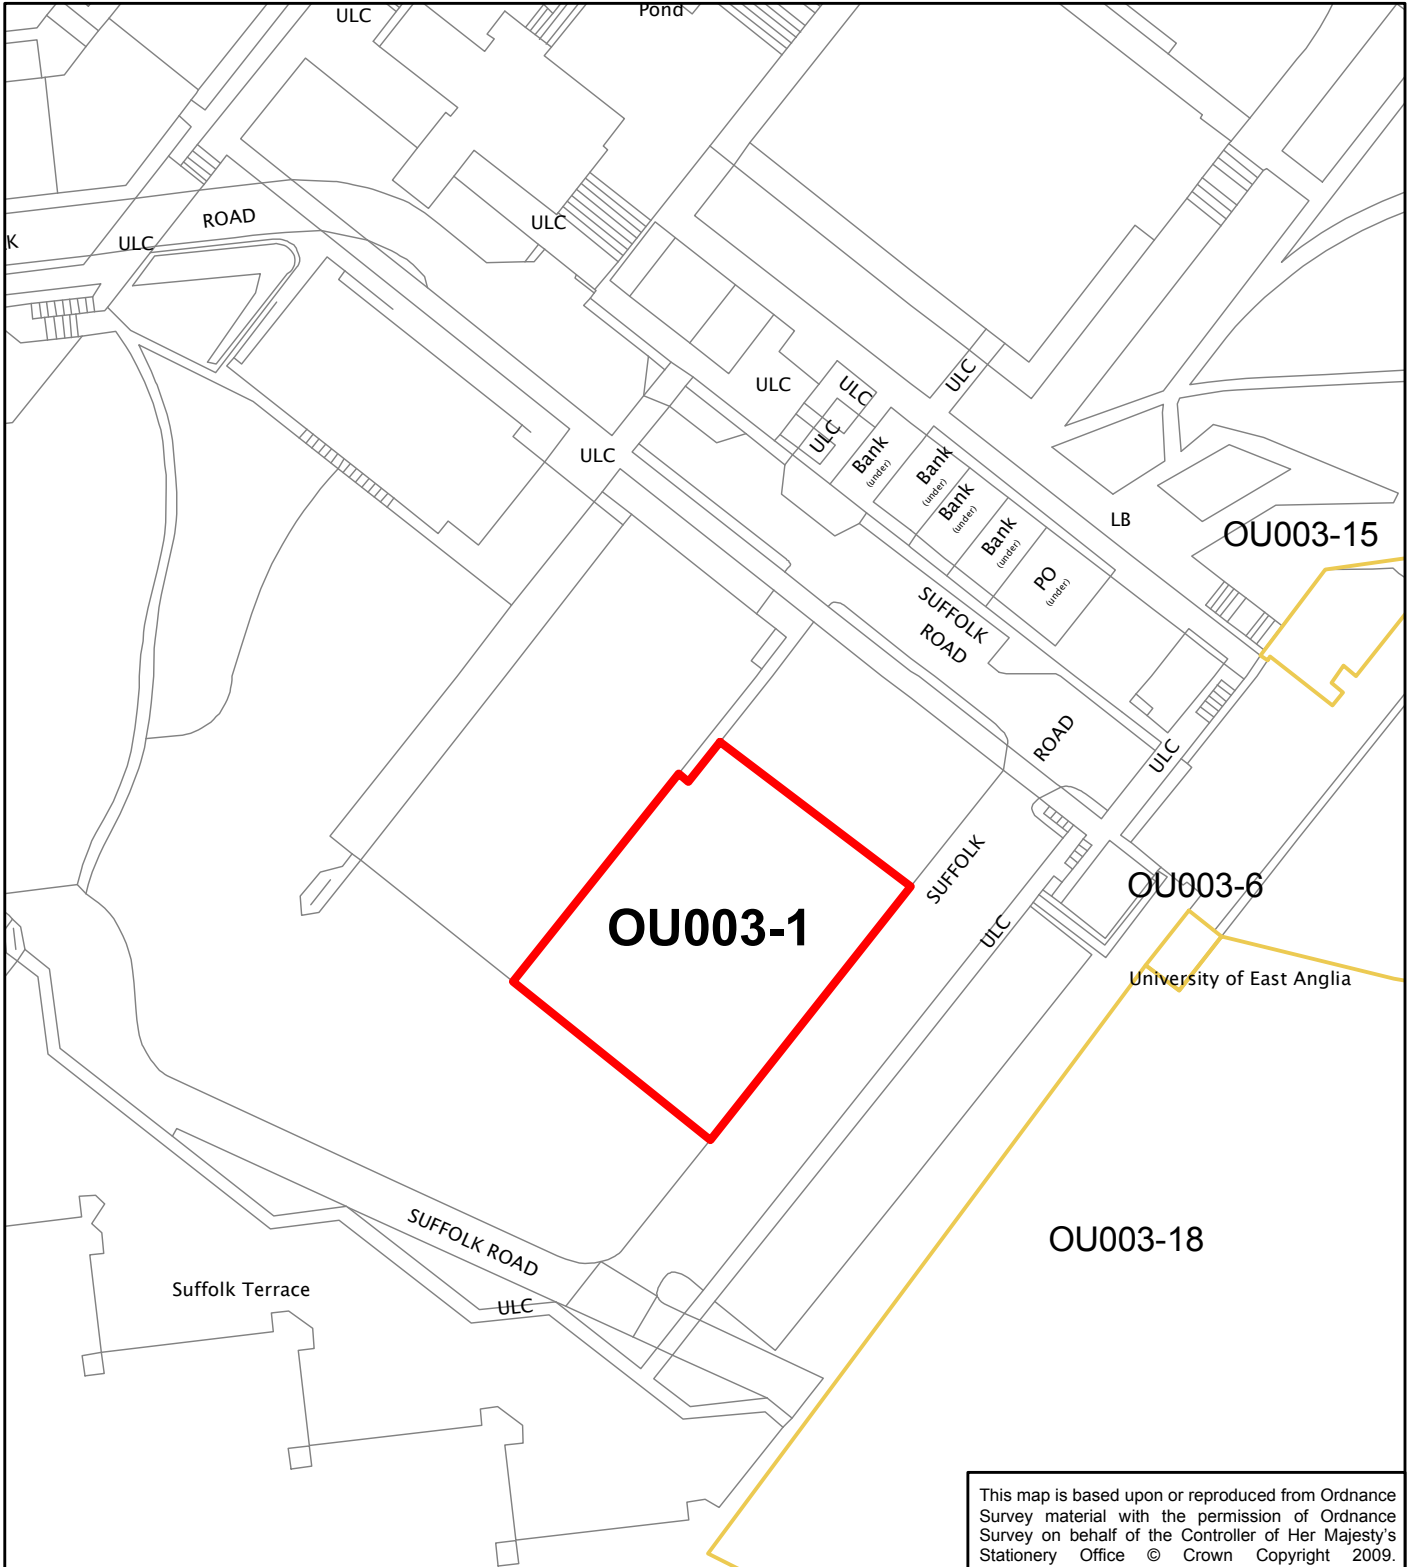 ULC
Pond
ROAD
ULC
K
ULC
ULC
ULC
ULC
ULC
ULC
Bank
(under)
Bank
(under)
Bank
(under)
Bank
(under)
PO
(under)
LB
ULC
OU003-15
SUFFOLK
ROAD
ROAD
ULC
SUFFOLK
OU003-6
OU003-1
ULC
University of East Anglia
SUFFOLK ROAD
OU003-18
Suffolk Terrace
ULC
This map is based upon or reproduced from Ordnance
Survey material with the permission of Ordnance
Survey on behalf of the Controller of Her Majesty's
Stationery Office © Crown Copyright 2009.